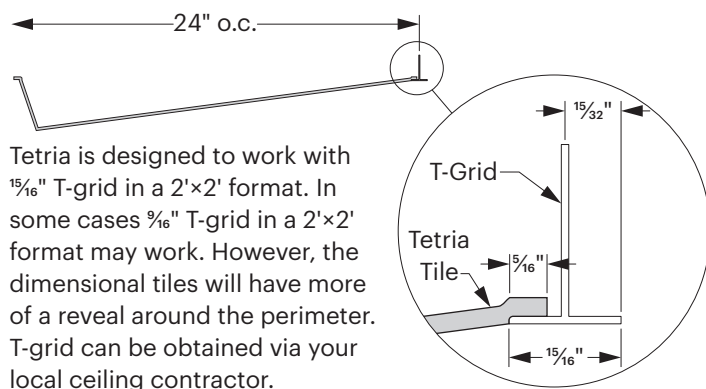 24" o.c.
Tetria is designed to work with
¹⁵⁄₁₆" T-grid in a 2'×2' format. In
some cases ⁹⁄₁₆" T-grid in a 2'×2'
format may work. However, the
dimensional tiles will have more
of a reveal around the perimeter.
T-grid can be obtained via your
local ceiling contractor.
¹⁵⁄₃₂"
T-Grid
Tetria
Tile
⁵⁄₁₆"
¹⁵⁄₁₆"